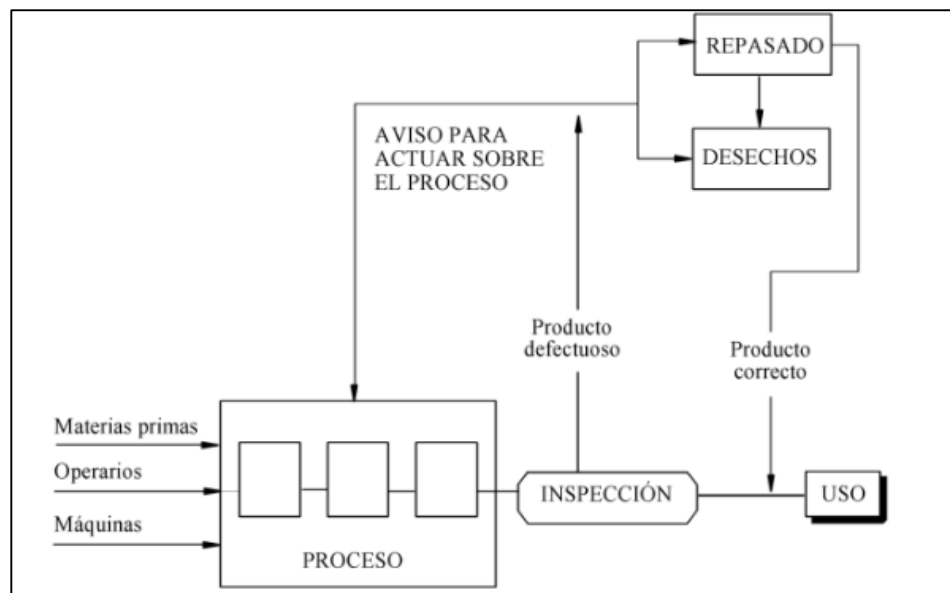 REPASADO
AVISO PARA
ACTUAR SOBRE
EL PROCESO
DESECHOS
Producto
defectuoso
Producto
correcto
Materias primas
Operarios
Máquinas
INSPECCIÓN
USO
PROCESO